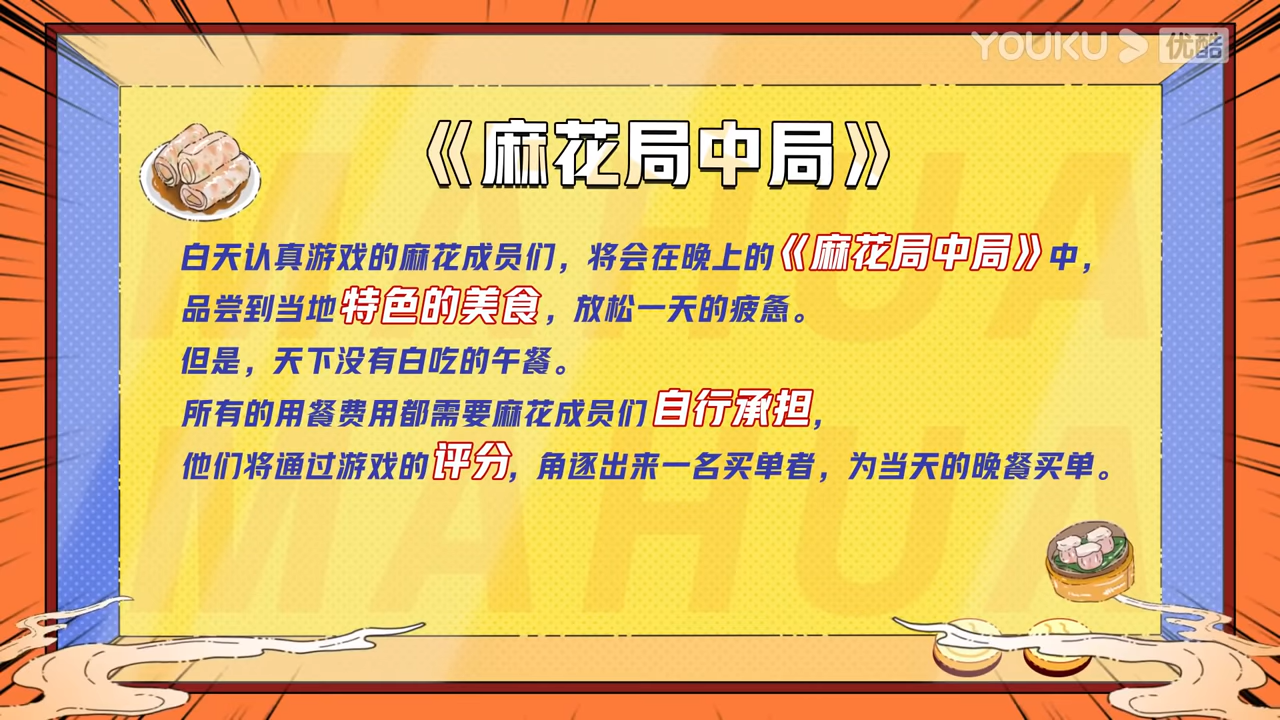 YOUKU 优酷
《麻花局中局》
白天认真游戏的麻花成员们，将会在晚上的《麻花局中局》中，
品尝到当地特色的美食，放松一天的疲惫。
但是，天下没有白吃的午餐。
所有的用餐费用都需要麻花成员们自行承担，
他们将通过游戏的评分，角逐出来一名买单者，为当天的晚餐买单。
MAHUA
MAHUA